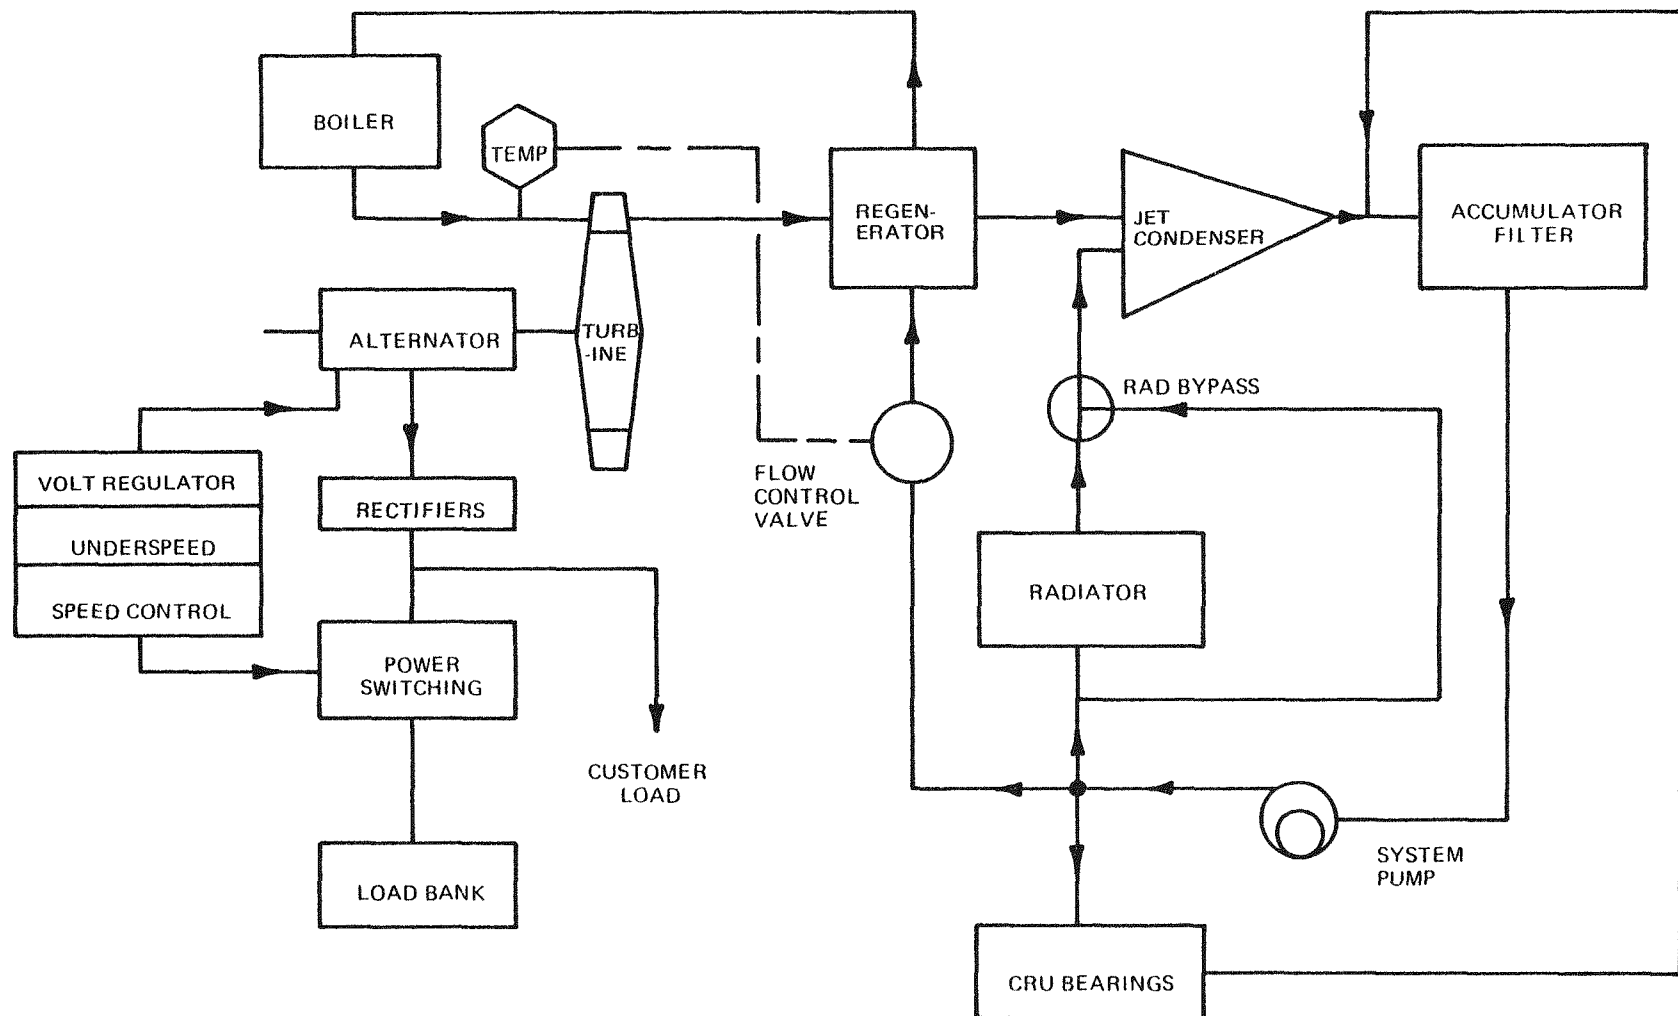 BOILER
TEMP
REGEN-
ERATOR
JET
CONDENSER
ACCUMULATOR
FILTER
ALTERNATOR
TURB
-INE
RAD BYPASS
VOLT REGULATOR
UNDERSPEED
SPEED CONTROL
RECTIFIERS
FLOW
CONTROL
VALVE
RADIATOR
POWER
SWITCHING
CUSTOMER
LOAD
SYSTEM
PUMP
LOAD BANK
CRU BEARINGS